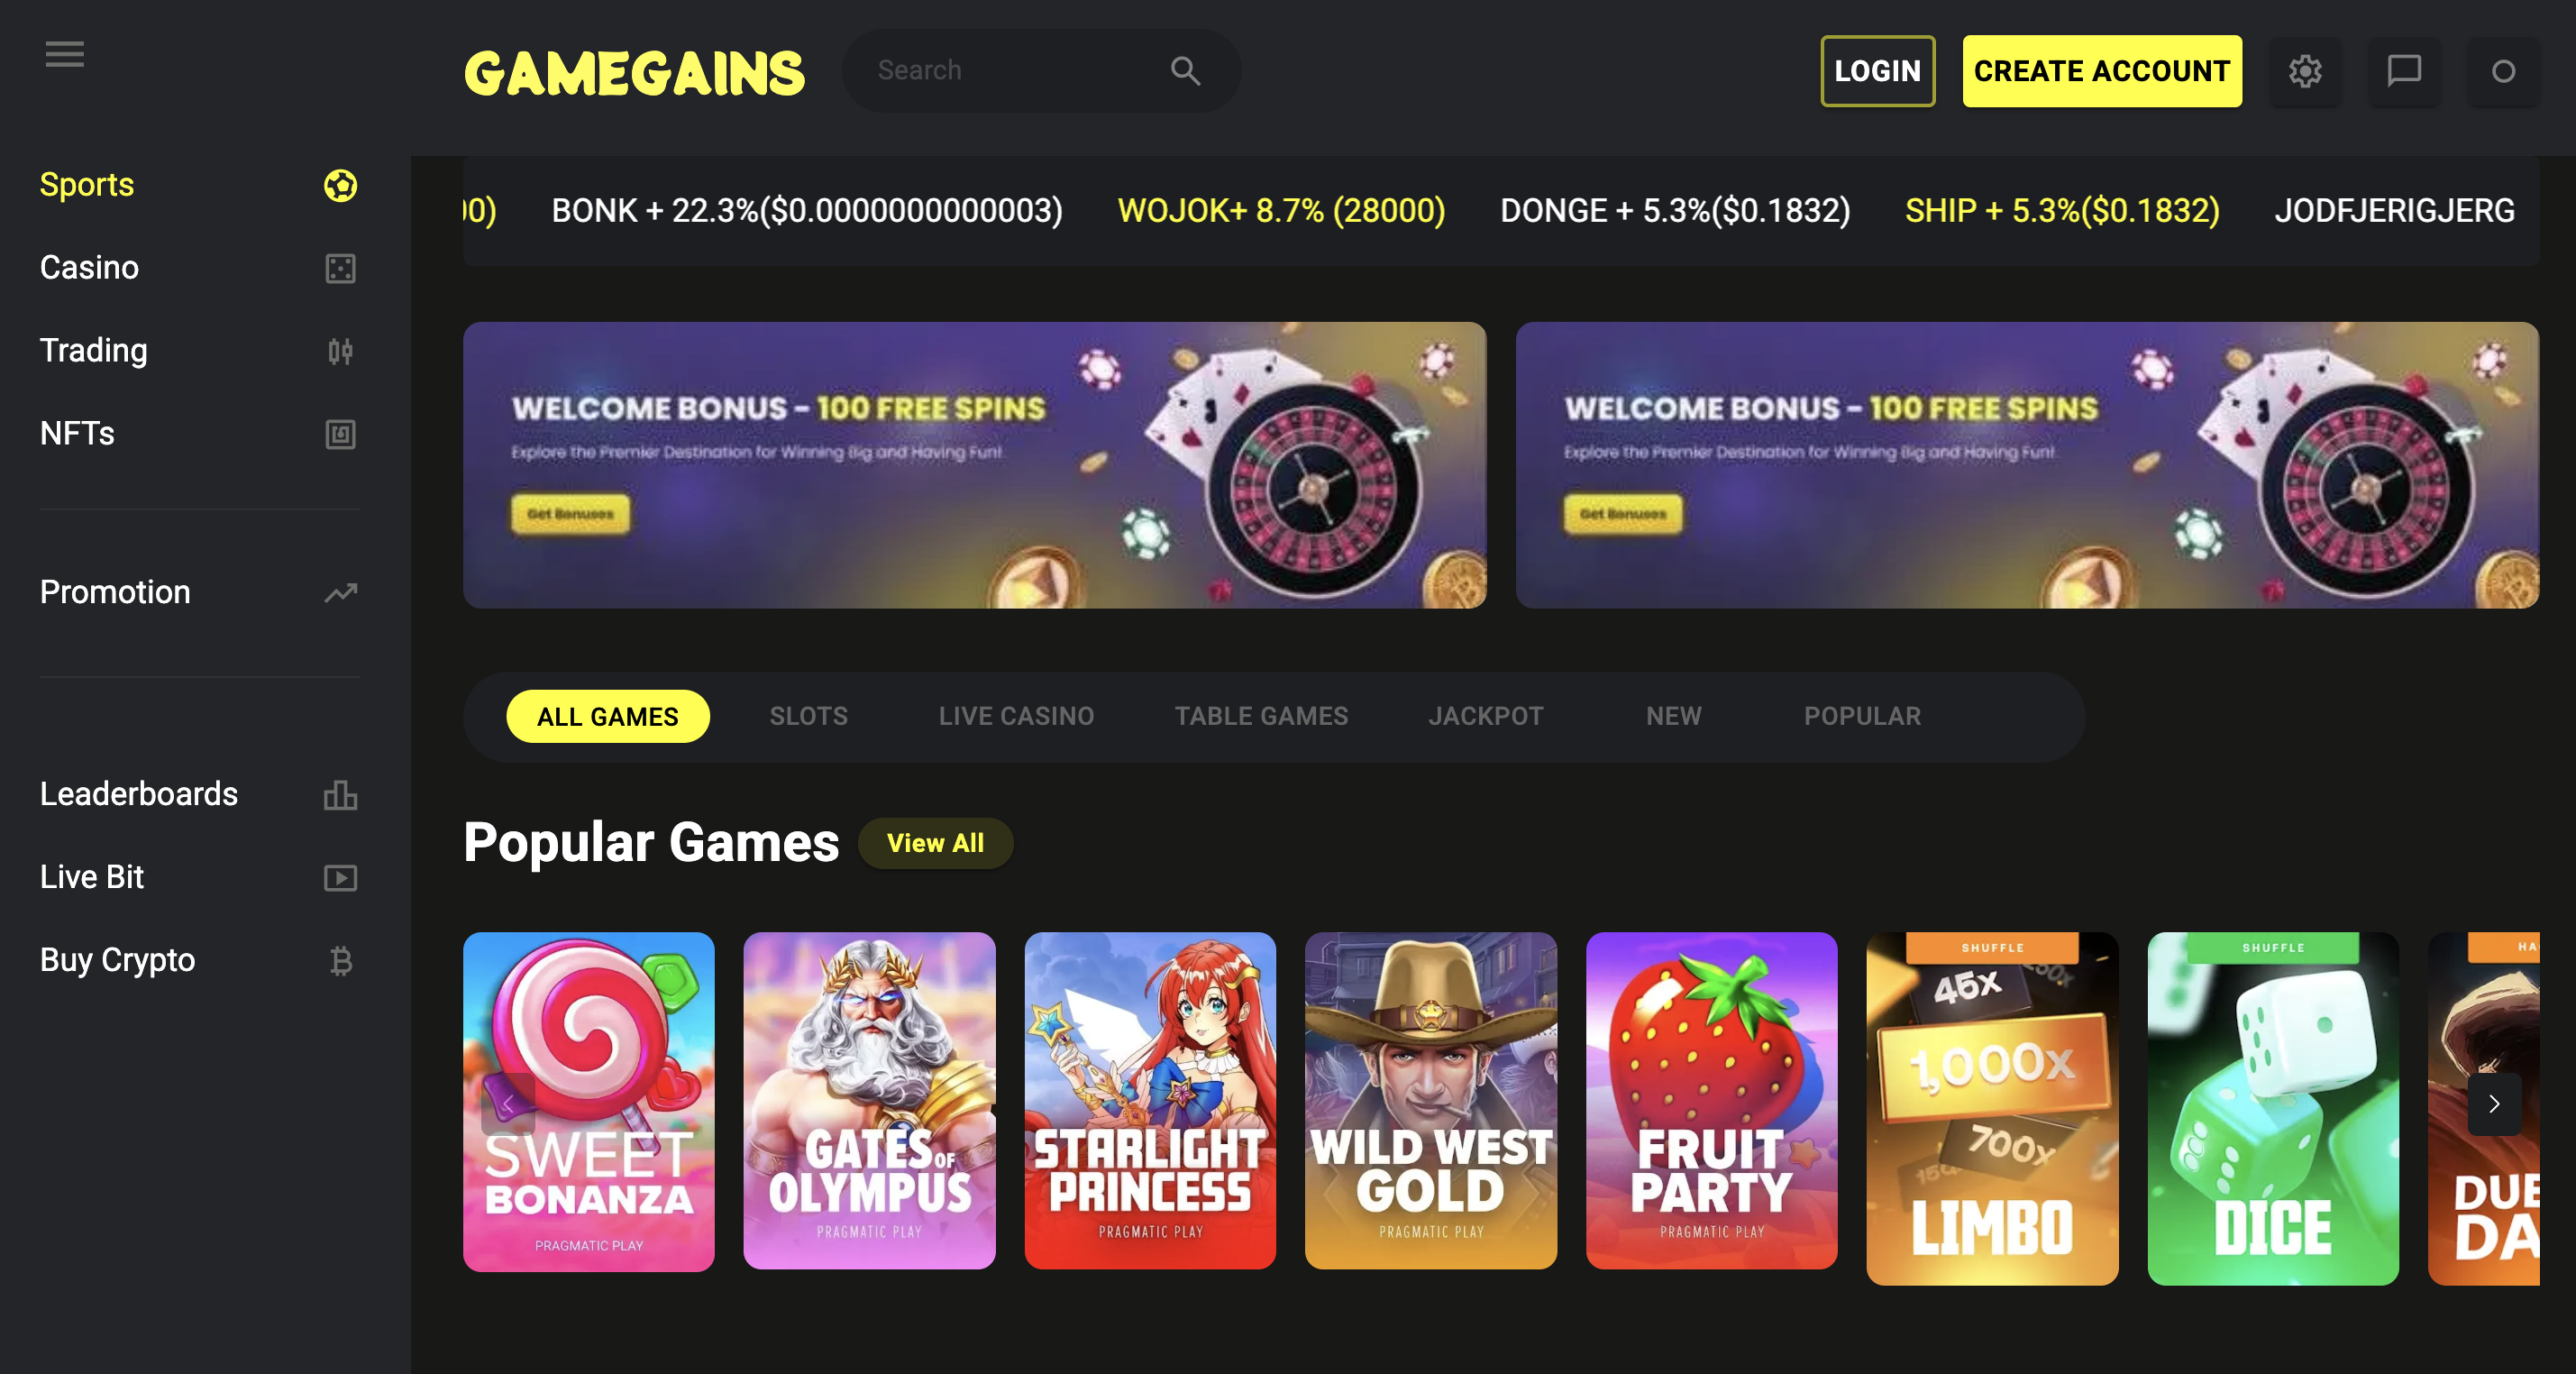 GAMEGAINS
Search
LOGIN
CREATE ACCOUNT
Sports
Casino
Trading
NFTs
Promotion
Leaderboards
Live Bit
Buy Crypto
00) BONK + 22.3%($0.0000000000003) WOJOK+ 8.7% (28000) DONGE + 5.3%($0.1832) SHIP + 5.3%($0.1832) JODFJERIGJERG
WELCOME BONUS - 100 FREE SPINS
Explore the Premier Destination for Winning Big and Having Fun!
Get Bonuses
WELCOME BONUS - 100 FREE SPINS
Explore the Premier Destination for Winning Big and Having Fun!
Get Bonuses
ALL GAMES SLOTS LIVE CASINO TABLE GAMES JACKPOT NEW POPULAR
Popular Games View All
SWEET
BONANZA
PRAGMATIC PLAY
GATES OF
OLYMPUS
PRAGMATIC PLAY
STARLIGHT
PRINCESS
PRAGMATIC PLAY
WILD WEST
GOLD
PRAGMATIC PLAY
FRUIT
PARTY
PRAGMATIC PLAY
SHUFFLE
45x
1,000x
700x
LIMBO
SHUFFLE
DICE
HA
DUE
DA